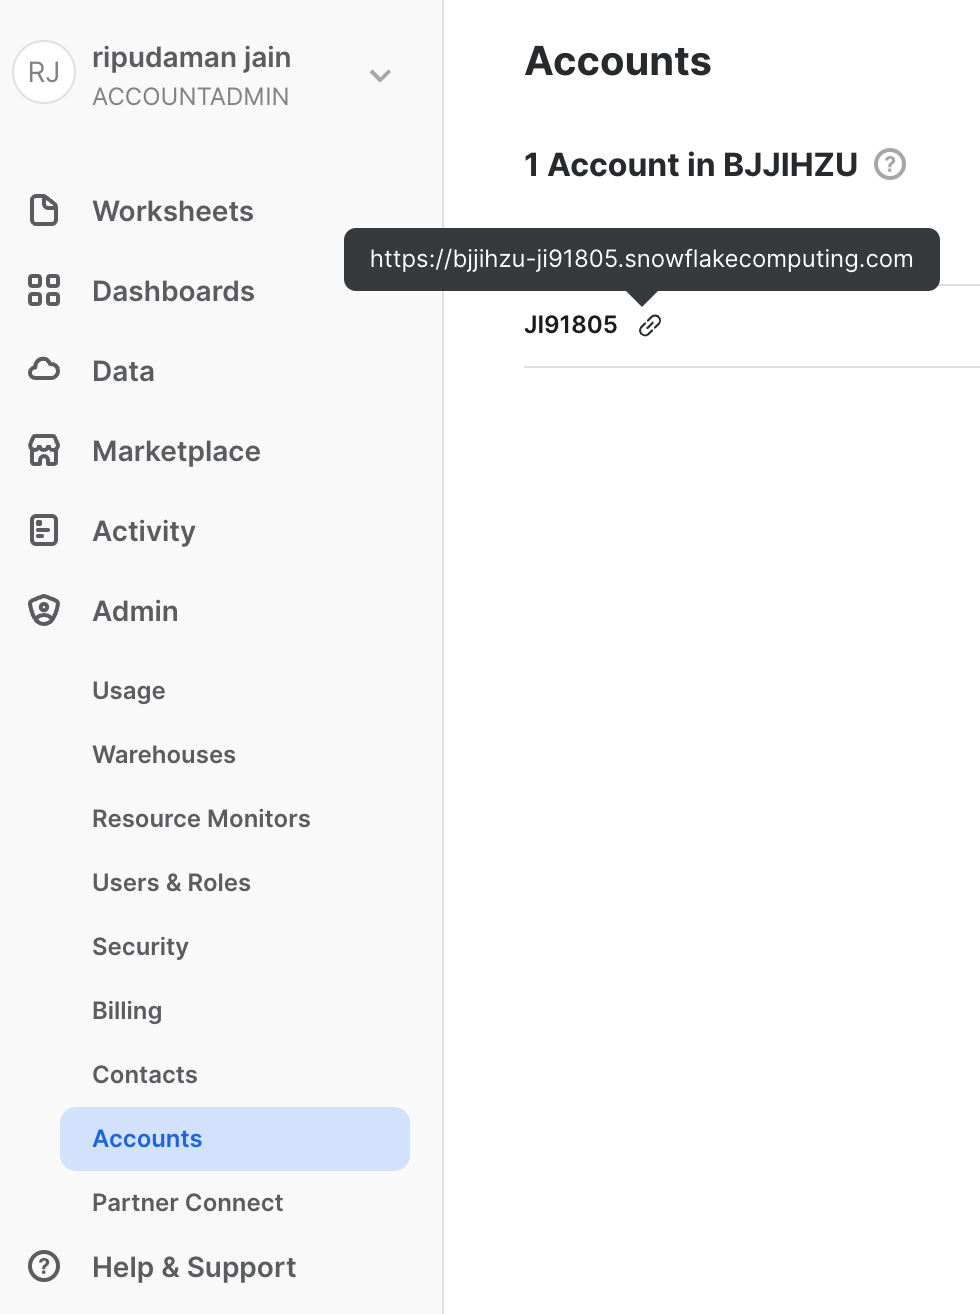 RJ
ripudaman jain
ACCOUNTADMIN
Worksheets
Dashboards
Data
Marketplace
Activity
Admin
Usage
Warehouses
Resource Monitors
Users & Roles
Security
Billing
Contacts
Accounts
Partner Connect
Help & Support
Accounts
1 Account in BJJIHZU
https://bjjihzu-ji91805.snowflakecomputing.com
JI91805